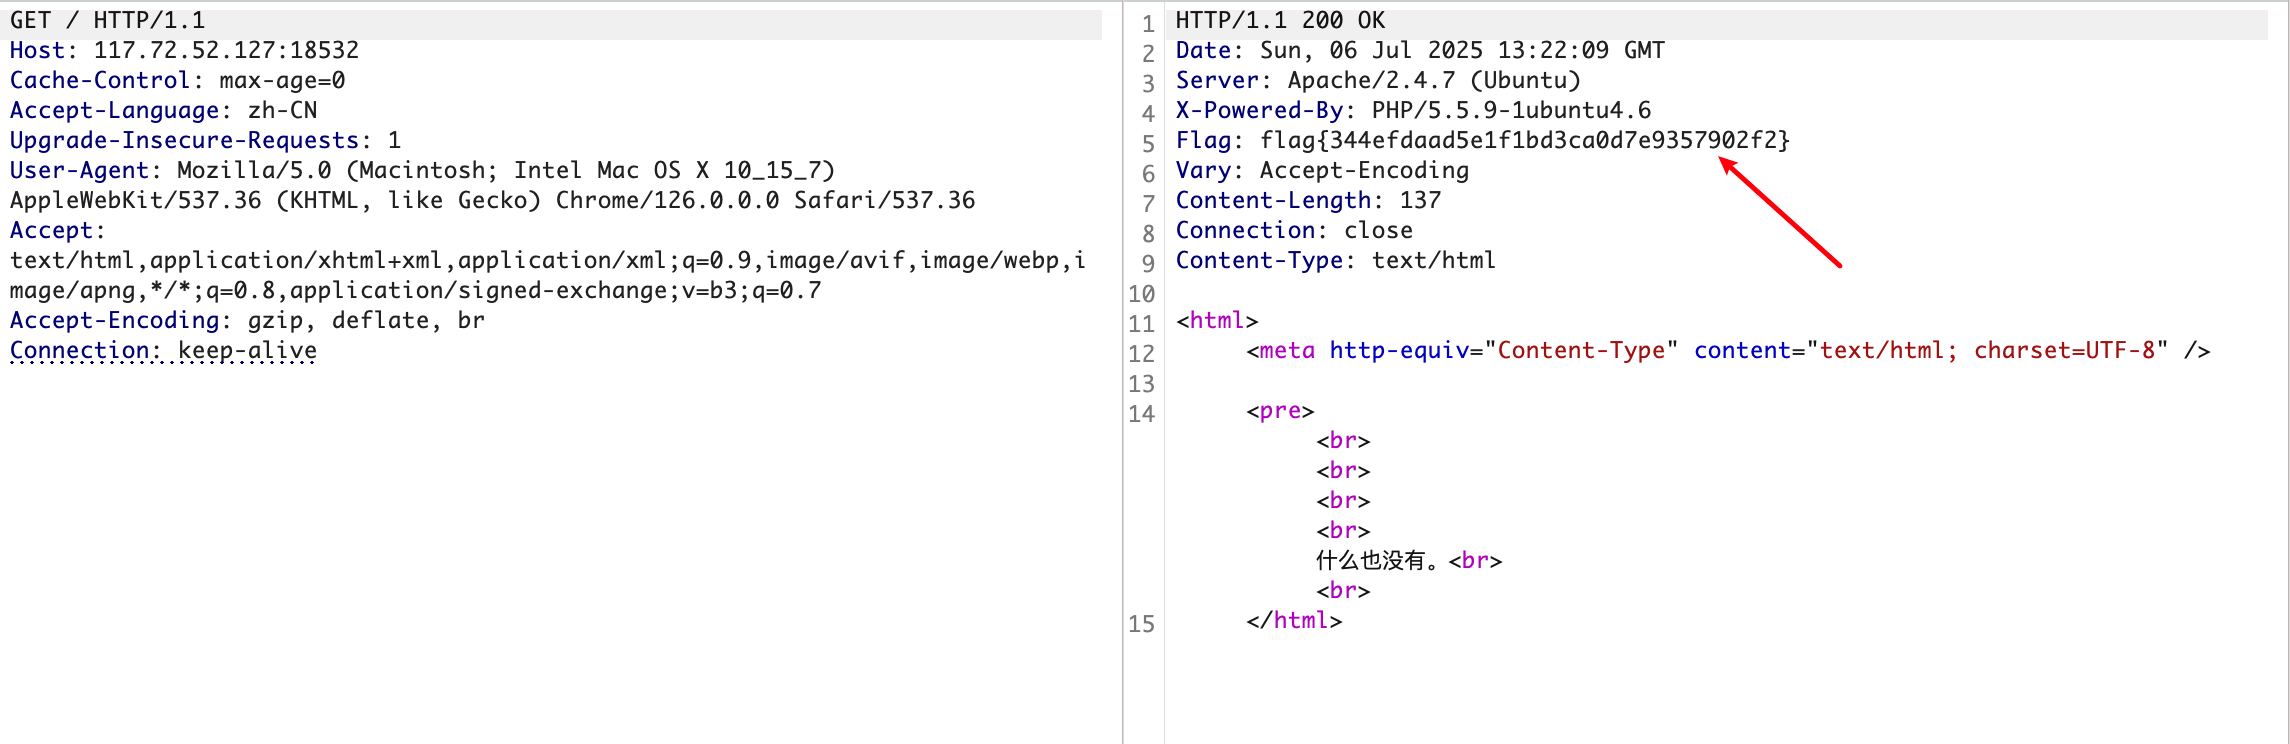 GET / HTTP/1.1
Host: 117.72.52.127:18532
Cache-Control: max-age=0
Accept-Language: zh-CN
Upgrade-Insecure-Requests: 1
User-Agent: Mozilla/5.0 (Macintosh; Intel Mac OS X 10_15_7)
AppleWebKit/537.36 (KHTML, like Gecko) Chrome/126.0.0.0 Safari/537.36
Accept:
text/html,application/xhtml+xml,application/xml;q=0.9,image/avif,image/webp,i
mage/apng,*/*;q=0.8,application/signed-exchange;v=b3;q=0.7
Accept-Encoding: gzip, deflate, br
Connection: keep-alive
1 HTTP/1.1 200 OK
2 Date: Sun, 06 Jul 2025 13:22:09 GMT
3 Server: Apache/2.4.7 (Ubuntu)
4 X-Powered-By: PHP/5.5.9-1ubuntu4.6
5 Flag: flag{344efdaad5e1f1bd3ca0d7e9357902f2}
6 Vary: Accept-Encoding
7 Content-Length: 137
8 Connection: close
9 Content-Type: text/html
10
11 <html>
12 <meta http-equiv="Content-Type" content="text/html; charset=UTF-8" />
13
14 <pre>
<br>
<br>
<br>
<br>
什么也没有。<br>
<br>
15 </html>